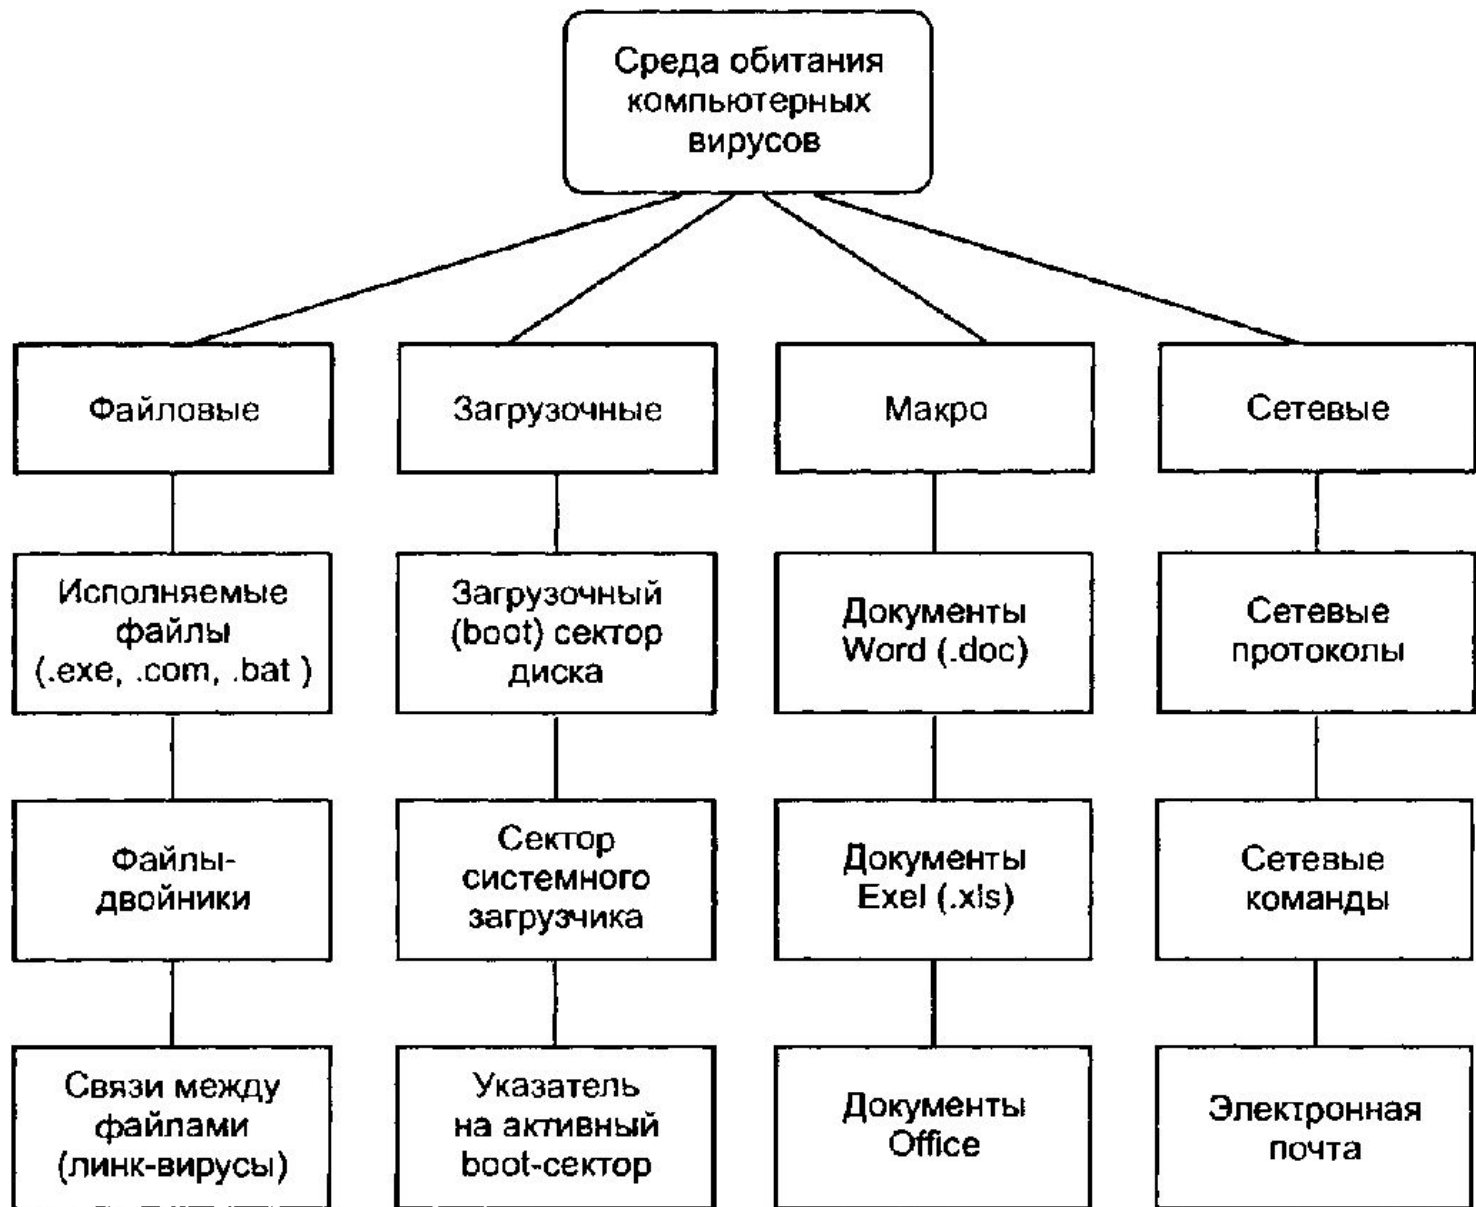 Среда обитания
компьютерных
вирусов
Файловые
Загрузочные
Макро
Сетевые
Исполняемые
файлы
(.exe, .com, .bat )
Загрузочный
(boot) сектор
диска
Документы
Word (.doc)
Сетевые
протоколы
Файлы-
двойники
Сектор
системного
загрузчика
Документы
Exel (.xls)
Сетевые
команды
Связи между
файлами
(линк-вирусы)
Указатель
на активный
boot-сектор
Документы
Office
Электронная
почта